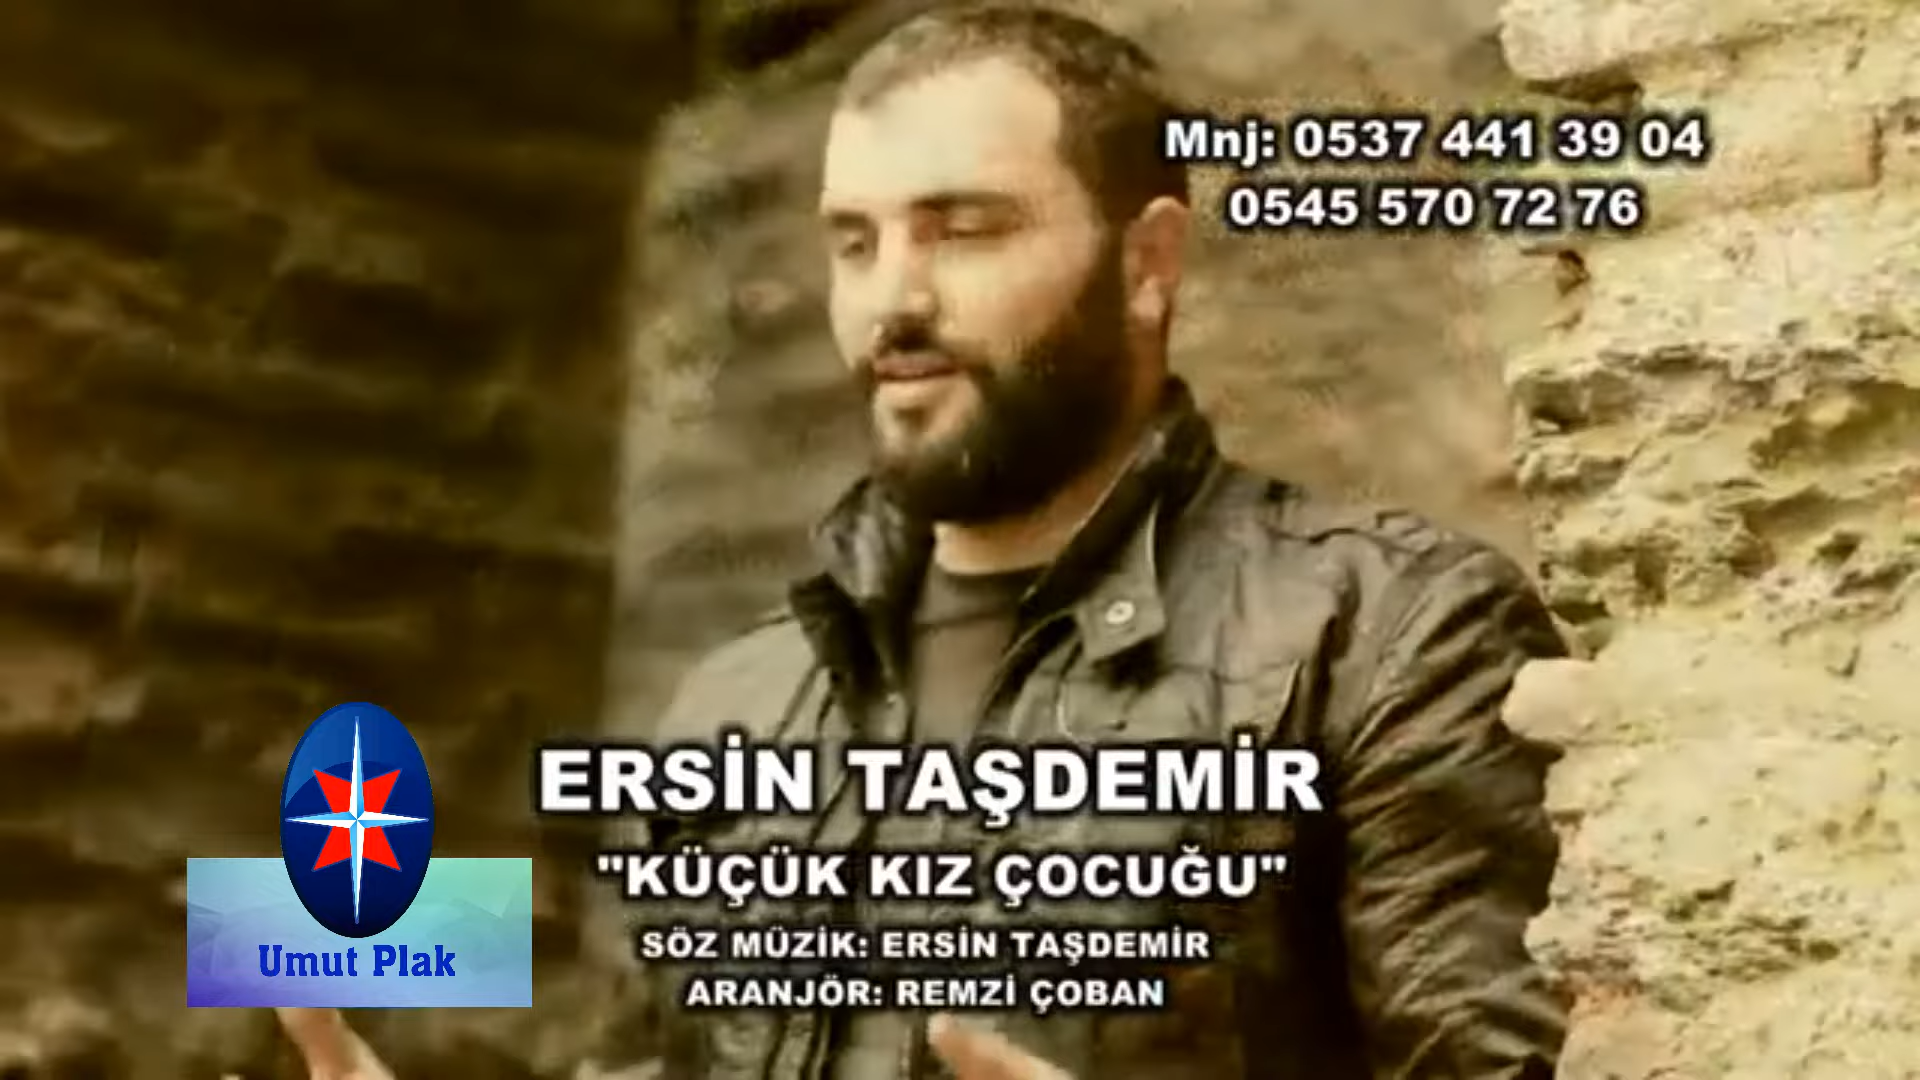 Mnj: 0537 441 39 04
0545 570 72 76
ERSİN TAŞDEMİR
"KÜÇÜK KIZ ÇOCUĞU"
SÖZ MÜZİK: ERSİN TAŞDEMİR
ARANJÖR: REMZİ ÇOBAN
Umut Plak